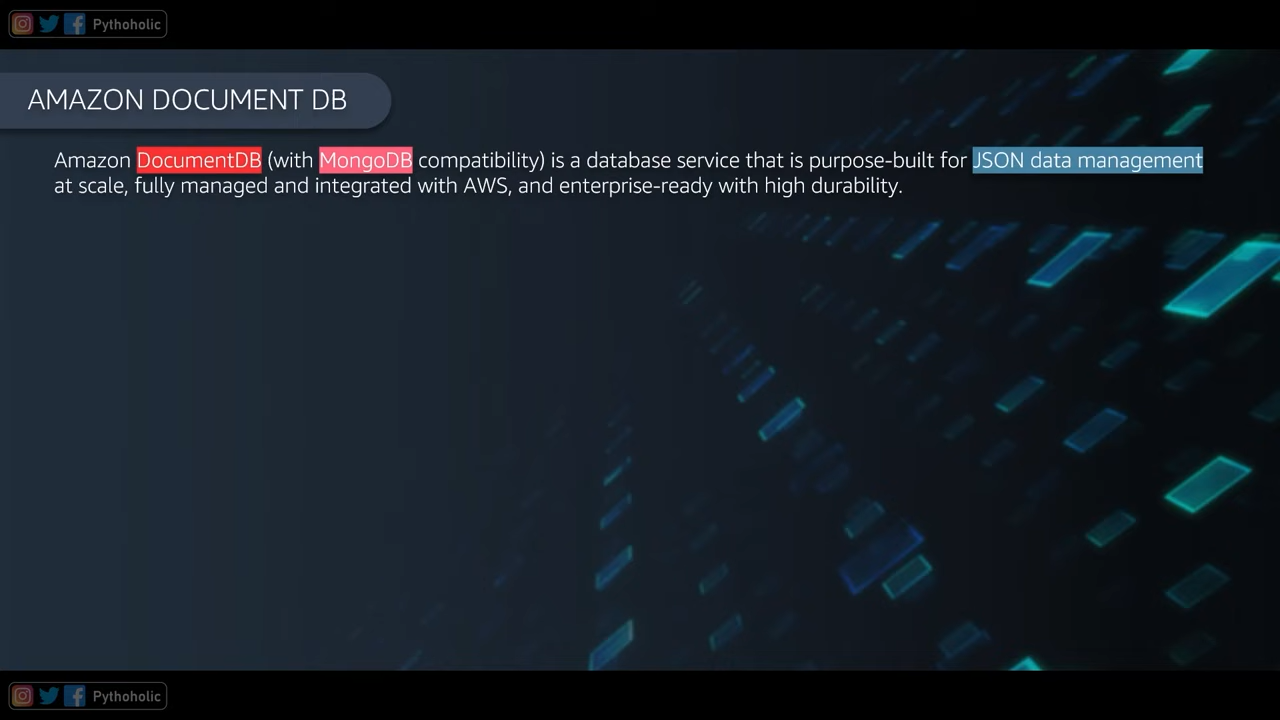 Pythoholic
AMAZON DOCUMENT DB
Amazon DocumentDB (with MongoDB compatibility) is a database service that is purpose-built for JSON data management
at scale, fully managed and integrated with AWS, and enterprise-ready with high durability.
Pythoholic